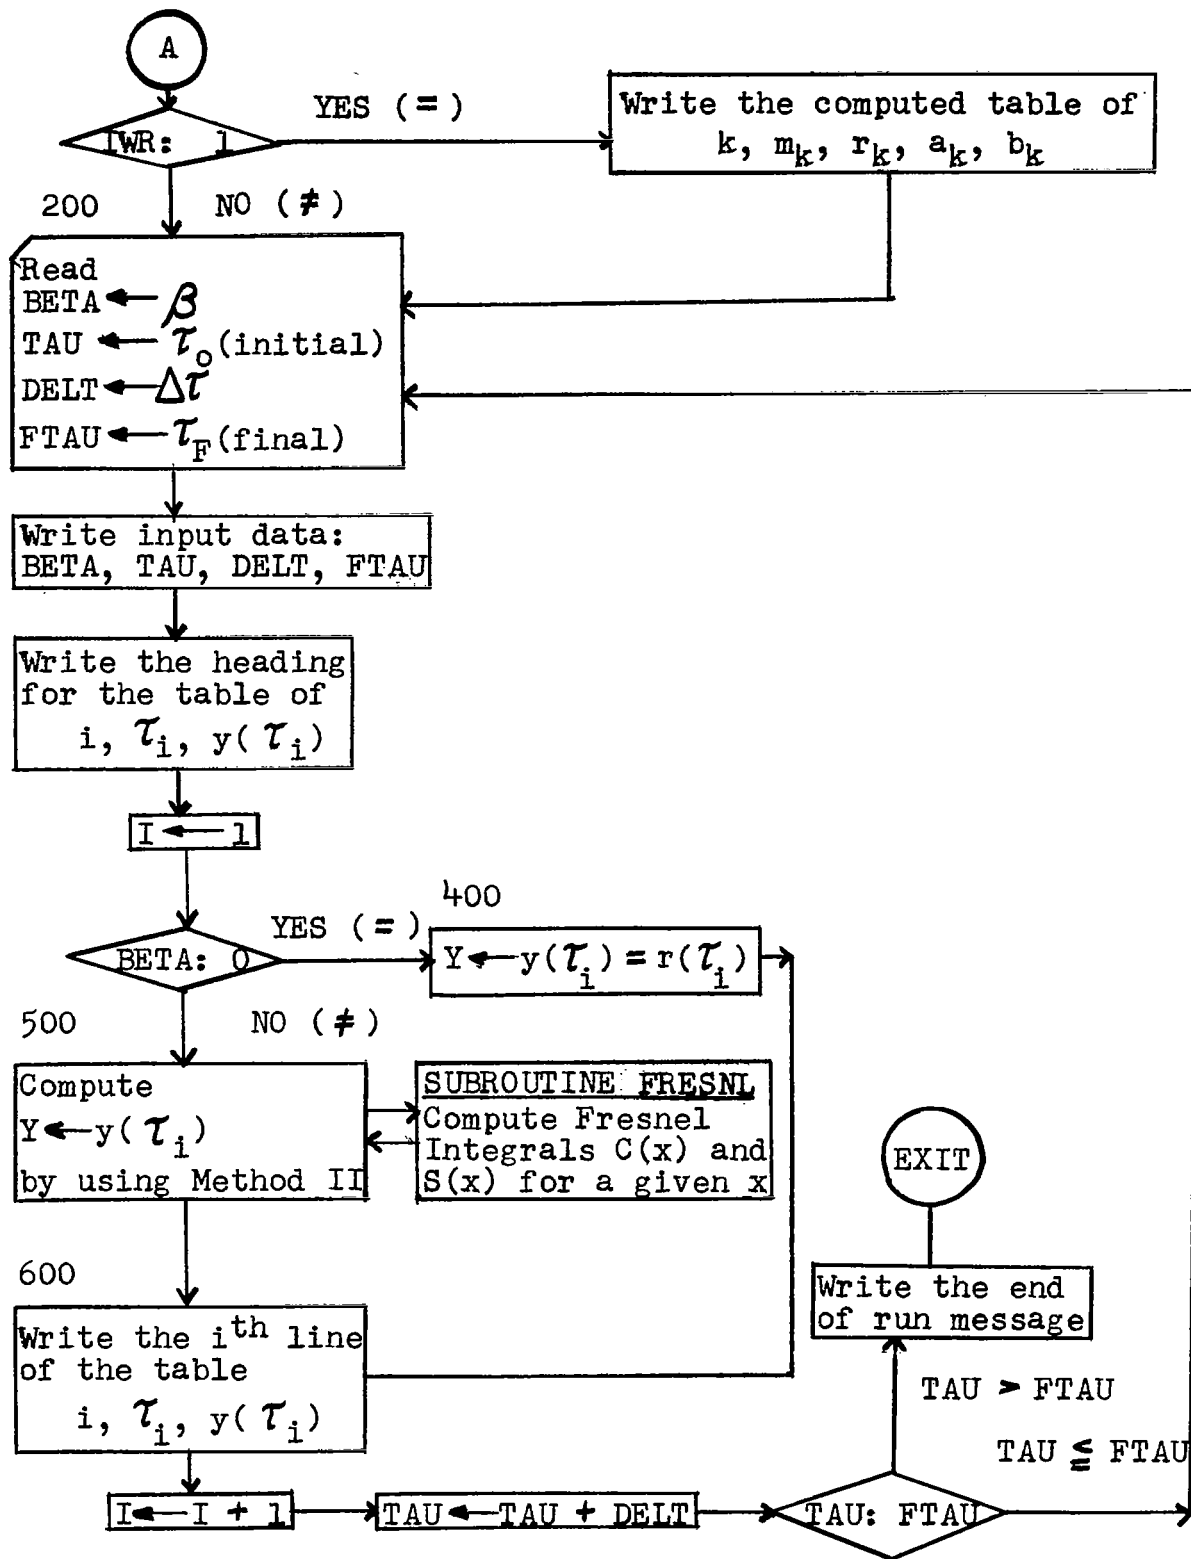 A
IWR: 1
YES (=)
Write the computed table of
k, m_k, r_k, a_k, b_k
200
NO (≠)
Read
BETA ← β
TAU ← τ_o (initial)
DELT ← Δτ
FTAU ← τ_F (final)
Write input data:
BETA, TAU, DELT, FTAU
Write the heading
for the table of
i, τ_i, y(τ_i)
I ← 1
BETA: 0
YES (=)
400
Y ← y(τ_i) = r(τ_i)
500
NO (≠)
Compute
Y ← y(τ_i)
by using Method II
SUBROUTINE FRESNL
Compute Fresnel
Integrals C(x) and
S(x) for a given x
EXIT
600
Write the i^th line
of the table
i, τ_i, y(τ_i)
Write the end
of run message
TAU > FTAU
TAU ≦ FTAU
I ← I + 1
TAU ← TAU + DELT
TAU: FTAU